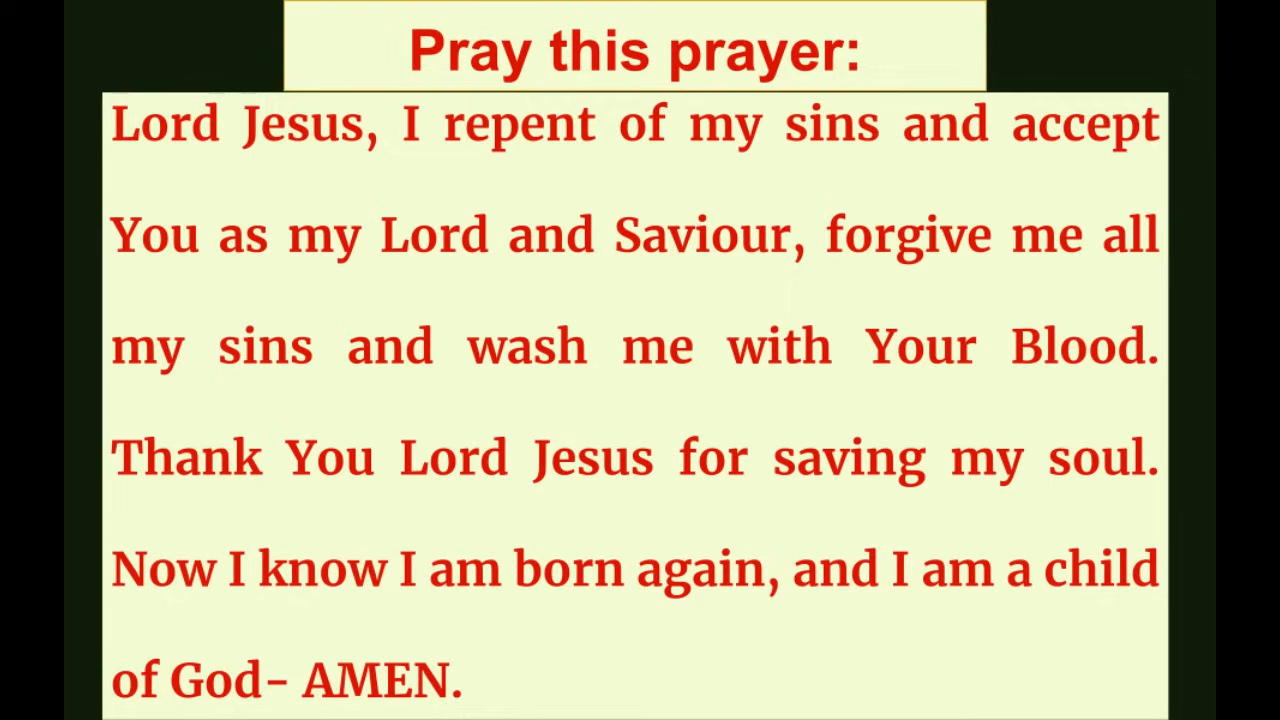 Pray this prayer:
Lord Jesus, I repent of my sins and accept
You as my Lord and Saviour, forgive me all
my sins and wash me with Your Blood.
Thank You Lord Jesus for saving my soul.
Now I know I am born again, and I am a child
of God- AMEN.